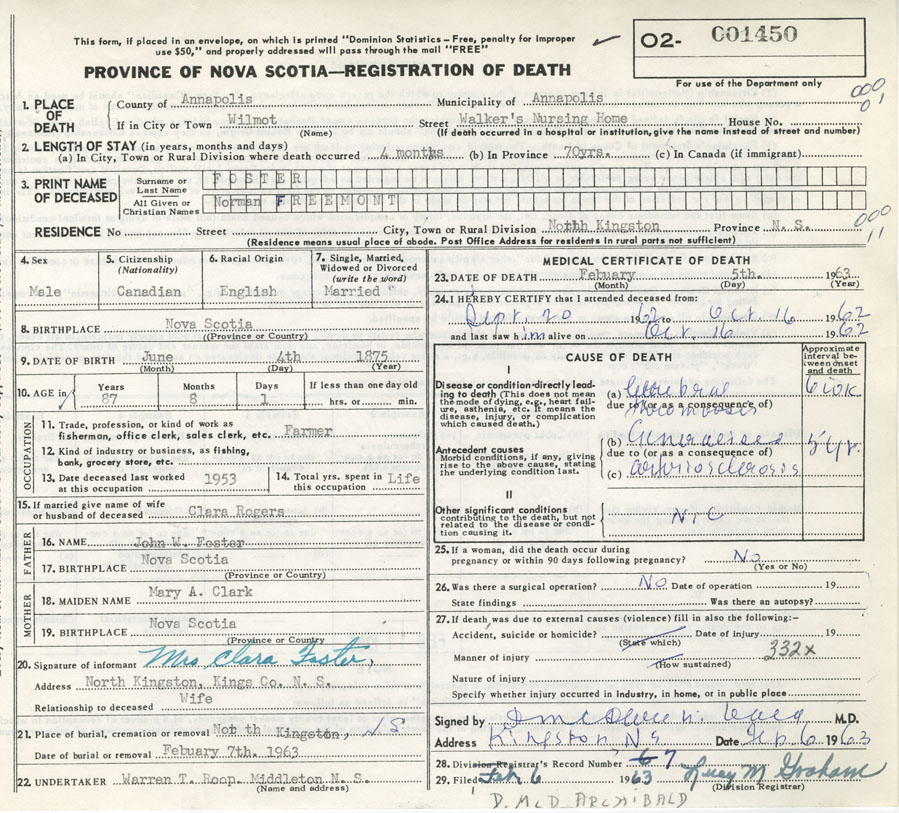 This form, if placed in an envelope, on which is printed "Dominion Statistics - Free, penalty for improper
use $50," and properly addressed will pass through the mail "FREE"
O2- 001450
For use of the Department only
PROVINCE OF NOVA SCOTIA—REGISTRATION OF DEATH
1. PLACE OF DEATH
County of Annapolis Municipality of Annapolis
000
01
If in City or Town Wilmot Street Walker's Nursing Home House No.
(Name) (If death occurred in a hospital or institution, give the name instead of street and number)
2. LENGTH OF STAY (in years, months and days)
(a) In City, Town or Rural Division where death occurred 4 months (b) In Province 70yrs. (c) In Canada (if immigrant)
3. PRINT NAME OF DECEASED
Surname or Last Name FOSTER
All Given or Christian Names Norman FREEMONT
000
11
RESIDENCE No Street City, Town or Rural Division North Kingston Province N. S.
(Residence means usual place of abode. Post Office Address for residents in rural parts not sufficient)
4. Sex
Male
5. Citizenship (Nationality)
Canadian
6. Racial Origin
English
7. Single, Married, Widowed or Divorced (write the word)
Married
8. BIRTHPLACE Nova Scotia
((Province or Country)
9. DATE OF BIRTH June 4th 1875
(Month) (Day) (Year)
10. AGE in Years Months Days If less than one day old
87 8 1 hrs. or min.
OCCUPATION
11. Trade, profession, or kind of work as
fisherman, office clerk, sales clerk, etc. Farmer
12. Kind of industry or business, as fishing,
bank, grocery store, etc.
13. Date deceased last worked at this occupation 1953
14. Total yrs. spent in this occupation Life
15. If married give name of wife
or husband of deceased Clara Rogers
FATHER
16. NAME John W. Foster
17. BIRTHPLACE Nova Scotia
(Province or Country)
MOTHER
18. MAIDEN NAME Mary A. Clark
19. BIRTHPLACE Nova Scotia
(Province or Country
20. Signature of informant Mrs, Clara Foster,
Address North Kingston, Kings Co. N. S.
Relationship to deceased Wife
21. Place of burial, cremation or removal North Kingston, N.S.
Date of burial or removal Febuary 7th. 1963
22. UNDERTAKER Warren T. Roop. Middleton N. S.
(Name and address)
MEDICAL CERTIFICATE OF DEATH
23. DATE OF DEATH Febuary 5th. 1963
(Month) (Day) (Year)
24. I HEREBY CERTIFY that I attended deceased from:
Sept. 20 1962 to Oct. 16 1962
and last saw him alive on Oct. 16 1962
CAUSE OF DEATH
Approximate interval between onset and death
I
Disease or condition directly leading to death (This does not mean the mode of dying, e.g., heart failure, asthenia, etc. It means the disease, injury, or complication which caused death.)
(a) Cerebral thrombosis
due to (or as a consequence of)
Antecedent causes
Morbid conditions, if any, giving rise to the above cause, stating the underlying condition last.
(b) Generalised
due to (or as a consequence of)
(c) arteriosclerosis
II
Other significant conditions
contributing to the death, but not related to the disease or condition causing it.
25. If a woman, did the death occur during
pregnancy or within 90 days following pregnancy? No
(Yes or No)
26. Was there a surgical operation? No Date of operation 19
State findings Was there an autopsy?
27. If death was due to external causes (violence) fill in also the following:-
Accident, suicide or homicide? Date of injury 19
(State which)
332x
Manner of injury
(How sustained)
Nature of injury
Specify whether injury occurred in industry, in home, or in public place
Signed by M.D.
Address Kingston NS Date Feb 6 1963
28. Division Registrar's Record Number 67
29. Filed Feb 6 1963 Lucy M Graham
(Division Registrar)
D. McD ARCHIBALD